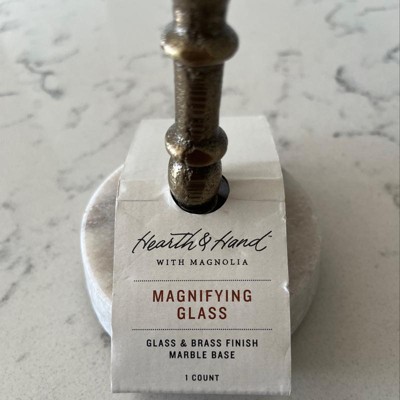 Hearth & Hand
WITH MAGNOLIA
MAGNIFYING
GLASS
GLASS & BRASS FINISH
MARBLE BASE
1 COUNT